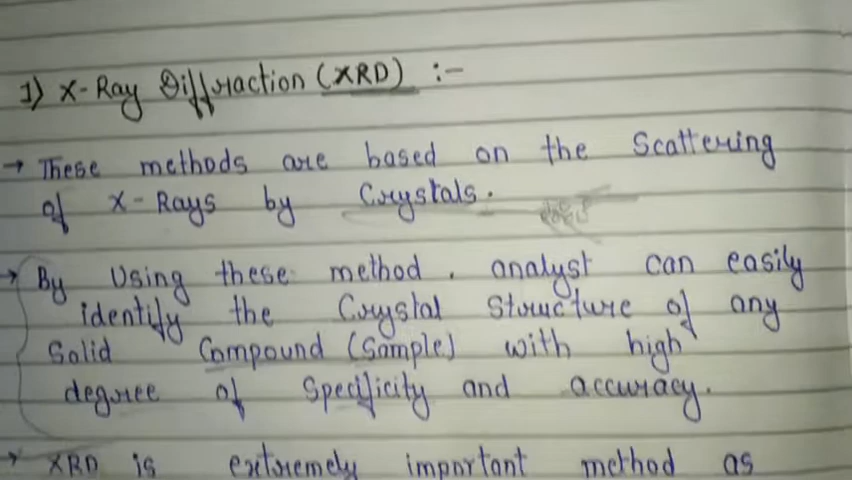 1) X-Ray Diffraction (XRD) :-
→ These methods are based on the Scattering
of X-Rays by Crystals.
→ By Using these method, analyst can easily
identify the Crystal Structure of any
Solid Compound (Sample) with high
degree of Specificity and accuracy.
→ XRD is extremely important method as